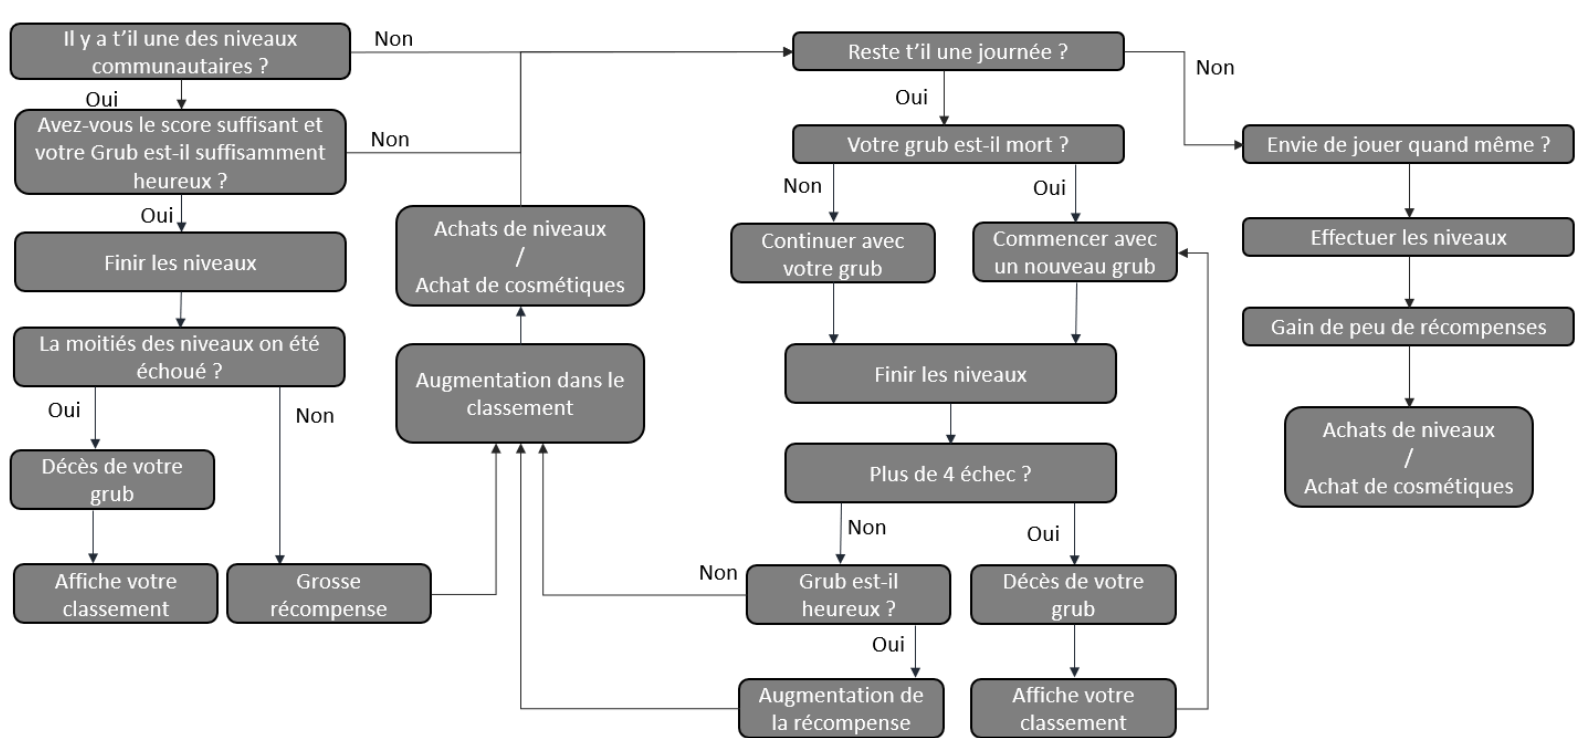 Il y a t’il une des niveaux
communautaires ?
Non
Oui
Avez-vous le score suffisant et
votre Grub est-il suffisamment
heureux ?
Non
Oui
Finir les niveaux
La moitiés des niveaux on été
échoué ?
Oui
Non
Décès de votre
grub
Affiche votre
classement
Grosse
récompense
Achats de niveaux
/
Achat de cosmétiques
Augmentation dans le
classement
Reste t’il une journée ?
Non
Oui
Votre grub est-il mort ?
Non
Oui
Continuer avec
votre grub
Commencer avec
un nouveau grub
Finir les niveaux
Plus de 4 échec ?
Non
Oui
Non
Grub est-il
heureux ?
Décès de votre
grub
Oui
Augmentation de
la récompense
Affiche votre
classement
Envie de jouer quand même ?
Effectuer les niveaux
Gain de peu de récompenses
Achats de niveaux
/
Achat de cosmétiques